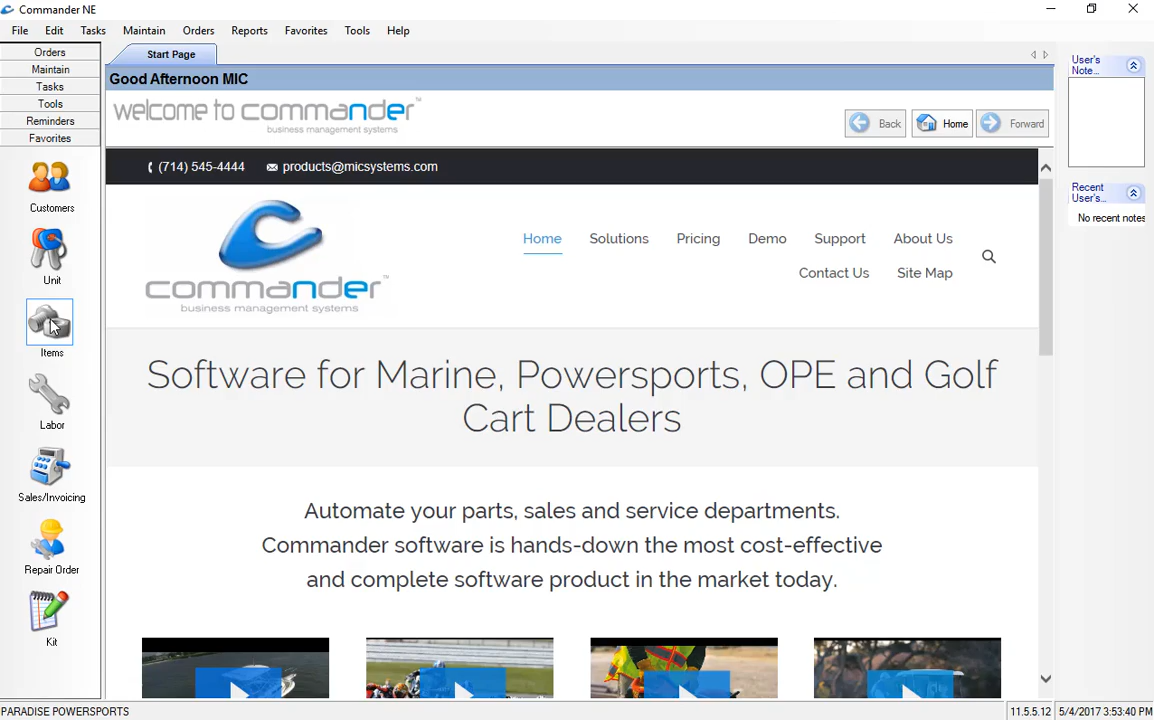 Commander NE
File Edit Tasks Maintain Orders Reports Favorites Tools Help
Orders
Maintain
Tasks
Tools
Reminders
Favorites
Customers
Unit
Items
Labor
Sales/Invoicing
Repair Order
Kit
Start Page
Good Afternoon MIC
welcome to commander™
business management systems
Back Home Forward
(714) 545-4444 products@micsystems.com
commander™
business management systems
Home Solutions Pricing Demo Support About Us
Contact Us Site Map
Software for Marine, Powersports, OPE and Golf
Cart Dealers
Automate your parts, sales and service departments.
Commander software is hands-down the most cost-effective
and complete software product in the market today.
User's
Note...
Recent
User's...
No recent notes
PARADISE POWERSPORTS
11.5.5.12 5/4/2017 3:53:40 PM